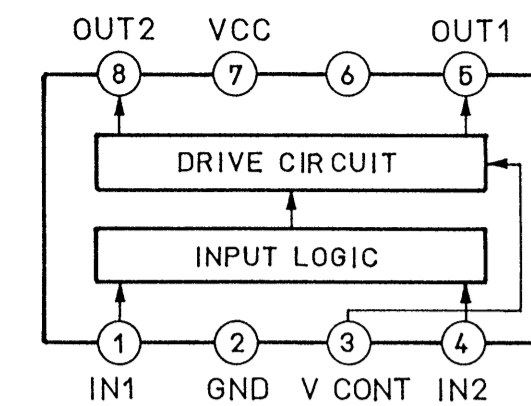 OUT2 VCC OUT1
8 7 6 5
DRIVE CIRCUIT
INPUT LOGIC
1 2 3 4
IN1 GND V CONT IN2